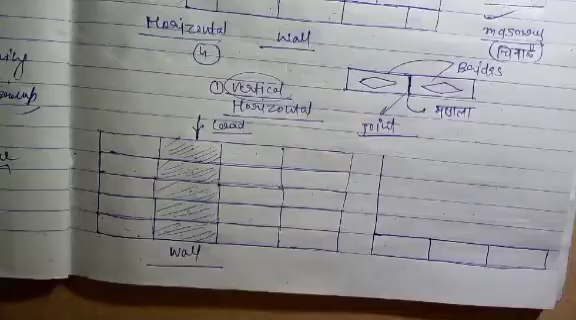 Horizontal
Wall
masonry
(चिनाई)
④
Bricks
① Vertical
Horizontal
मसाला
Joint
Load
Wall